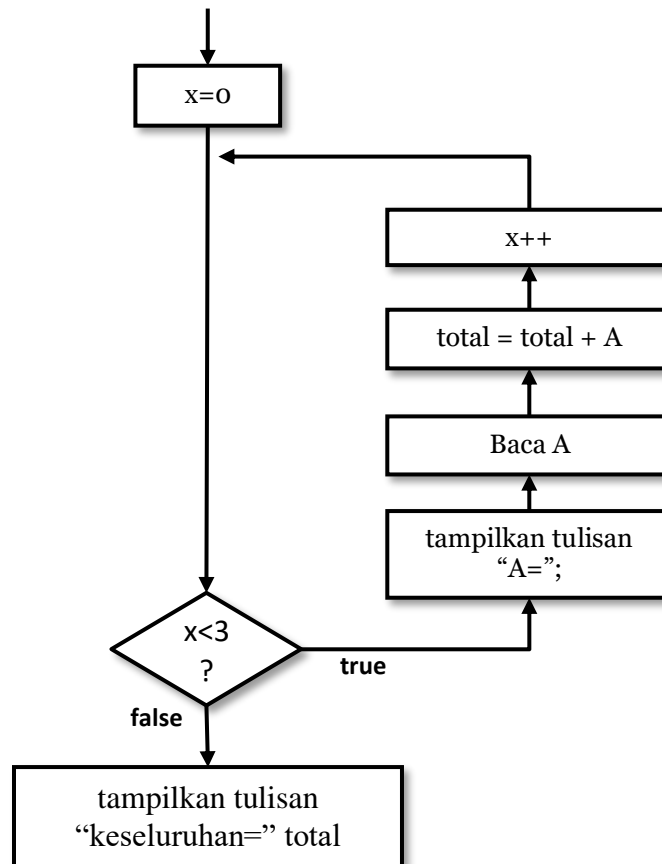 x=0
x++
total = total + A
Baca A
tampilkan tulisan
“A=”;
x<3
?
true
false
tampilkan tulisan
“keseluruhan=” total